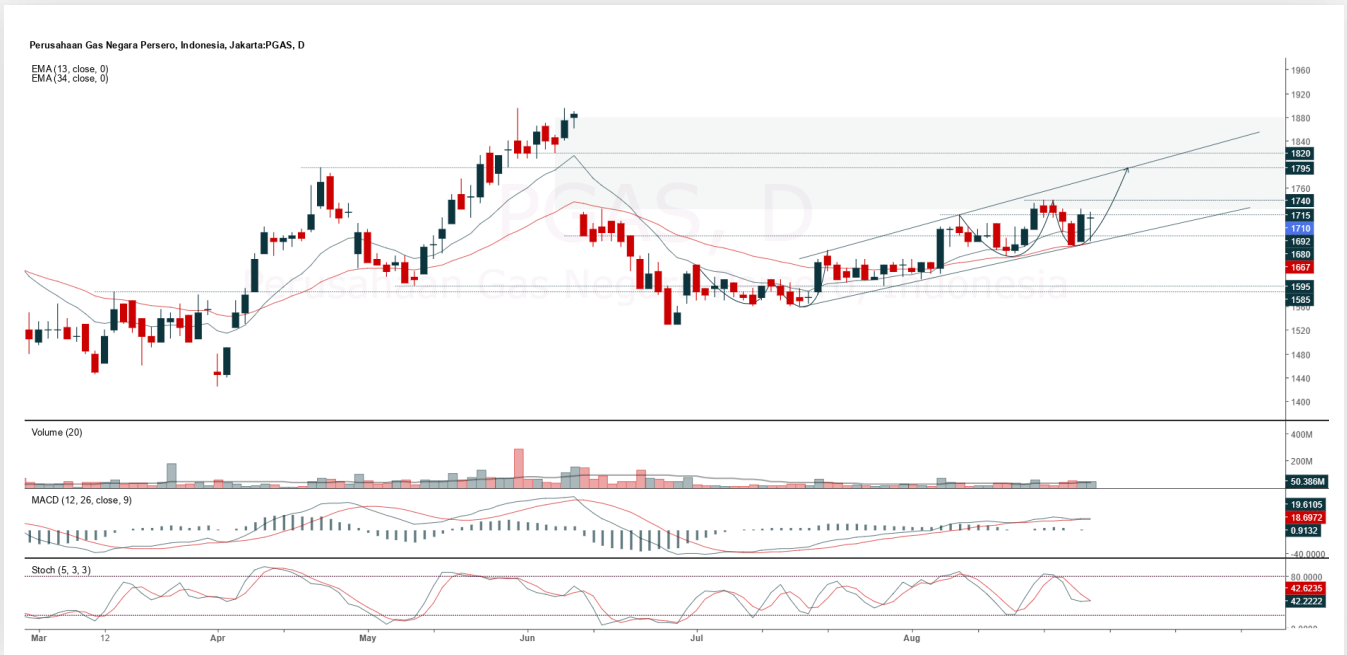 Perusahaan Gas Negara Persero, Indonesia, Jakarta:PGAS, D
EMA (13, close, 0)
EMA (34, close, 0)
PGAS, D
Perusahaan Gas Negara Persero, Indonesia
1960
1920
1880
1840
1820
1795
1760
1740
1715
1710
1692
1680
1667
1595
1585
1560
1520
1480
1440
1400
Volume (20)
400M
200M
50.386M
MACD (12, 26, close, 9)
19.6105
18.6972
0.9132
-40.0000
Stoch (5, 3, 3)
80.0000
42.6235
42.2222
0.0000
Mar
12
Apr
May
Jun
Jul
Aug